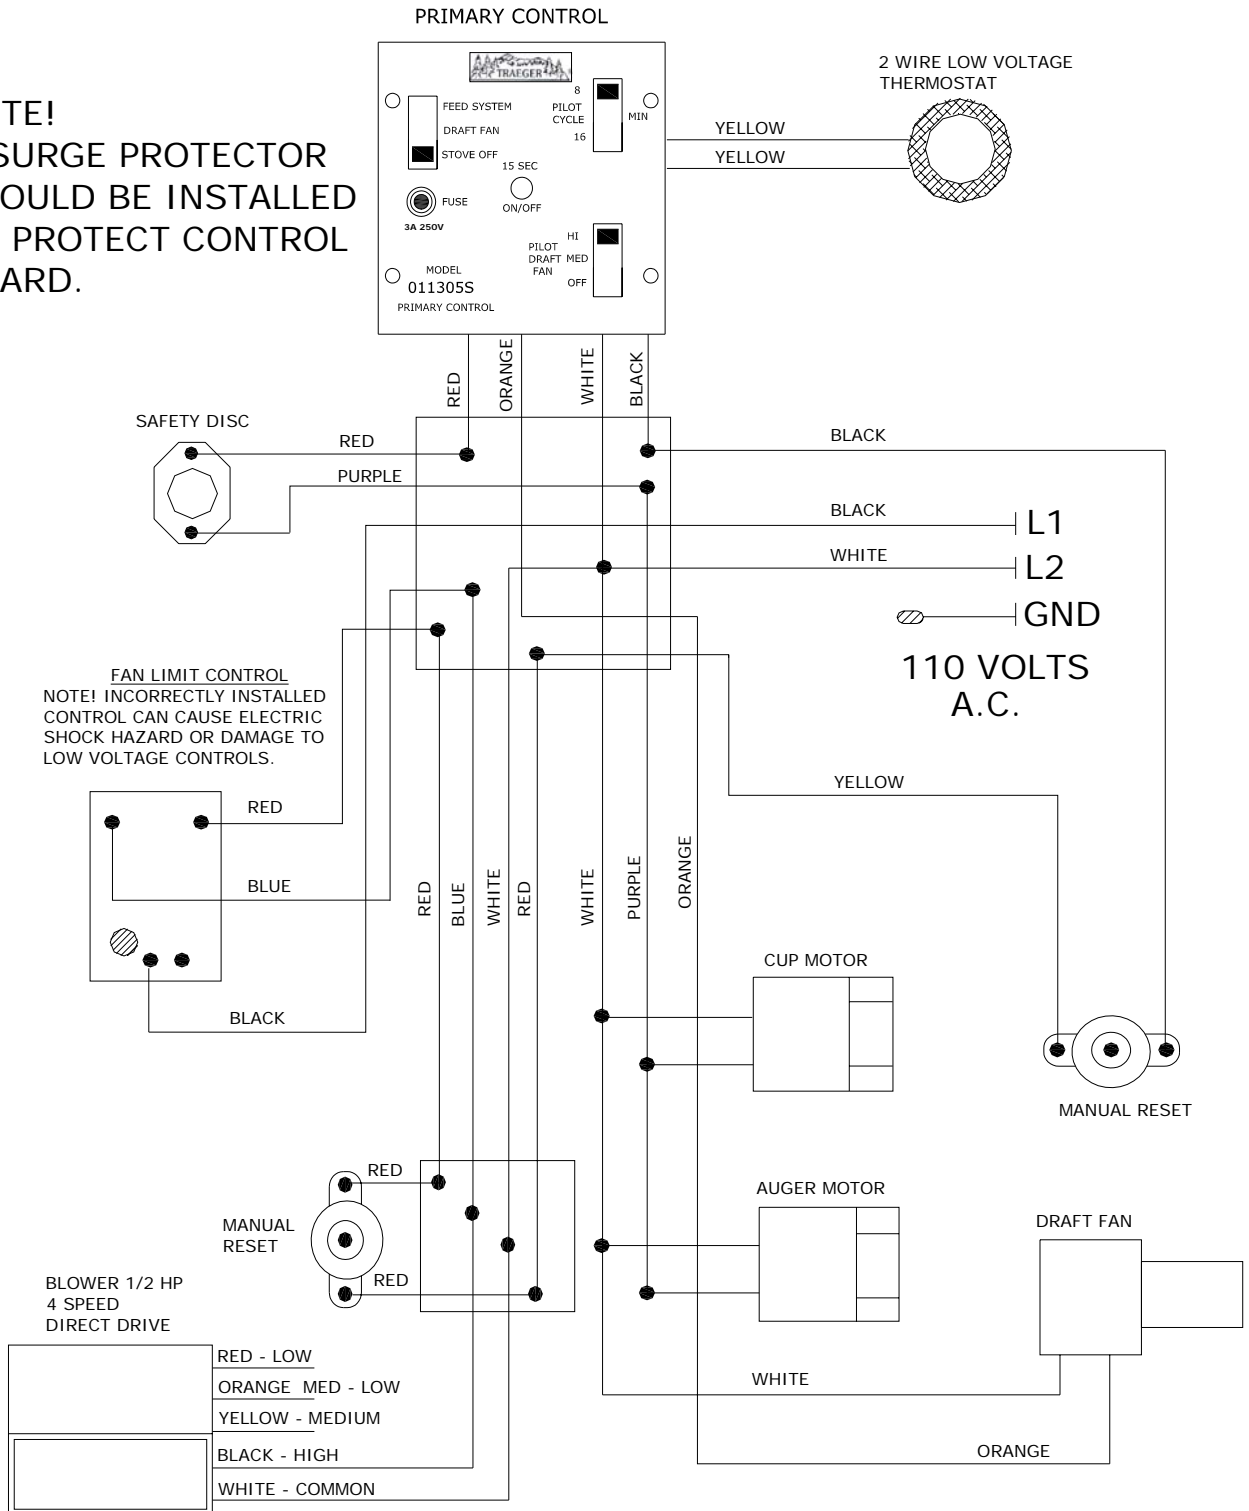 PRIMARY CONTROL
TE!
SURGE PROTECTOR
OULD BE INSTALLED
PROTECT CONTROL
ARD.
TRAEGER
FEED SYSTEM
DRAFT FAN
STOVE OFF
8
PILOT
CYCLE
MIN
16
15 SEC
ON/OFF
FUSE
3A 250V
HI
PILOT
DRAFT MED
FAN
OFF
MODEL
011305S
PRIMARY CONTROL
2 WIRE LOW VOLTAGE
THERMOSTAT
YELLOW
YELLOW
RED
ORANGE
WHITE
BLACK
SAFETY DISC
RED
PURPLE
BLACK
BLACK
L1
WHITE
L2
GND
110 VOLTS
A.C.
FAN LIMIT CONTROL
NOTE! INCORRECTLY INSTALLED
CONTROL CAN CAUSE ELECTRIC
SHOCK HAZARD OR DAMAGE TO
LOW VOLTAGE CONTROLS.
RED
BLUE
BLACK
YELLOW
RED
BLUE
WHITE
RED
WHITE
PURPLE
ORANGE
CUP MOTOR
MANUAL RESET
RED
MANUAL
RESET
RED
AUGER MOTOR
DRAFT FAN
BLOWER 1/2 HP
4 SPEED
DIRECT DRIVE
RED - LOW
ORANGE MED - LOW
YELLOW - MEDIUM
BLACK - HIGH
WHITE - COMMON
WHITE
ORANGE